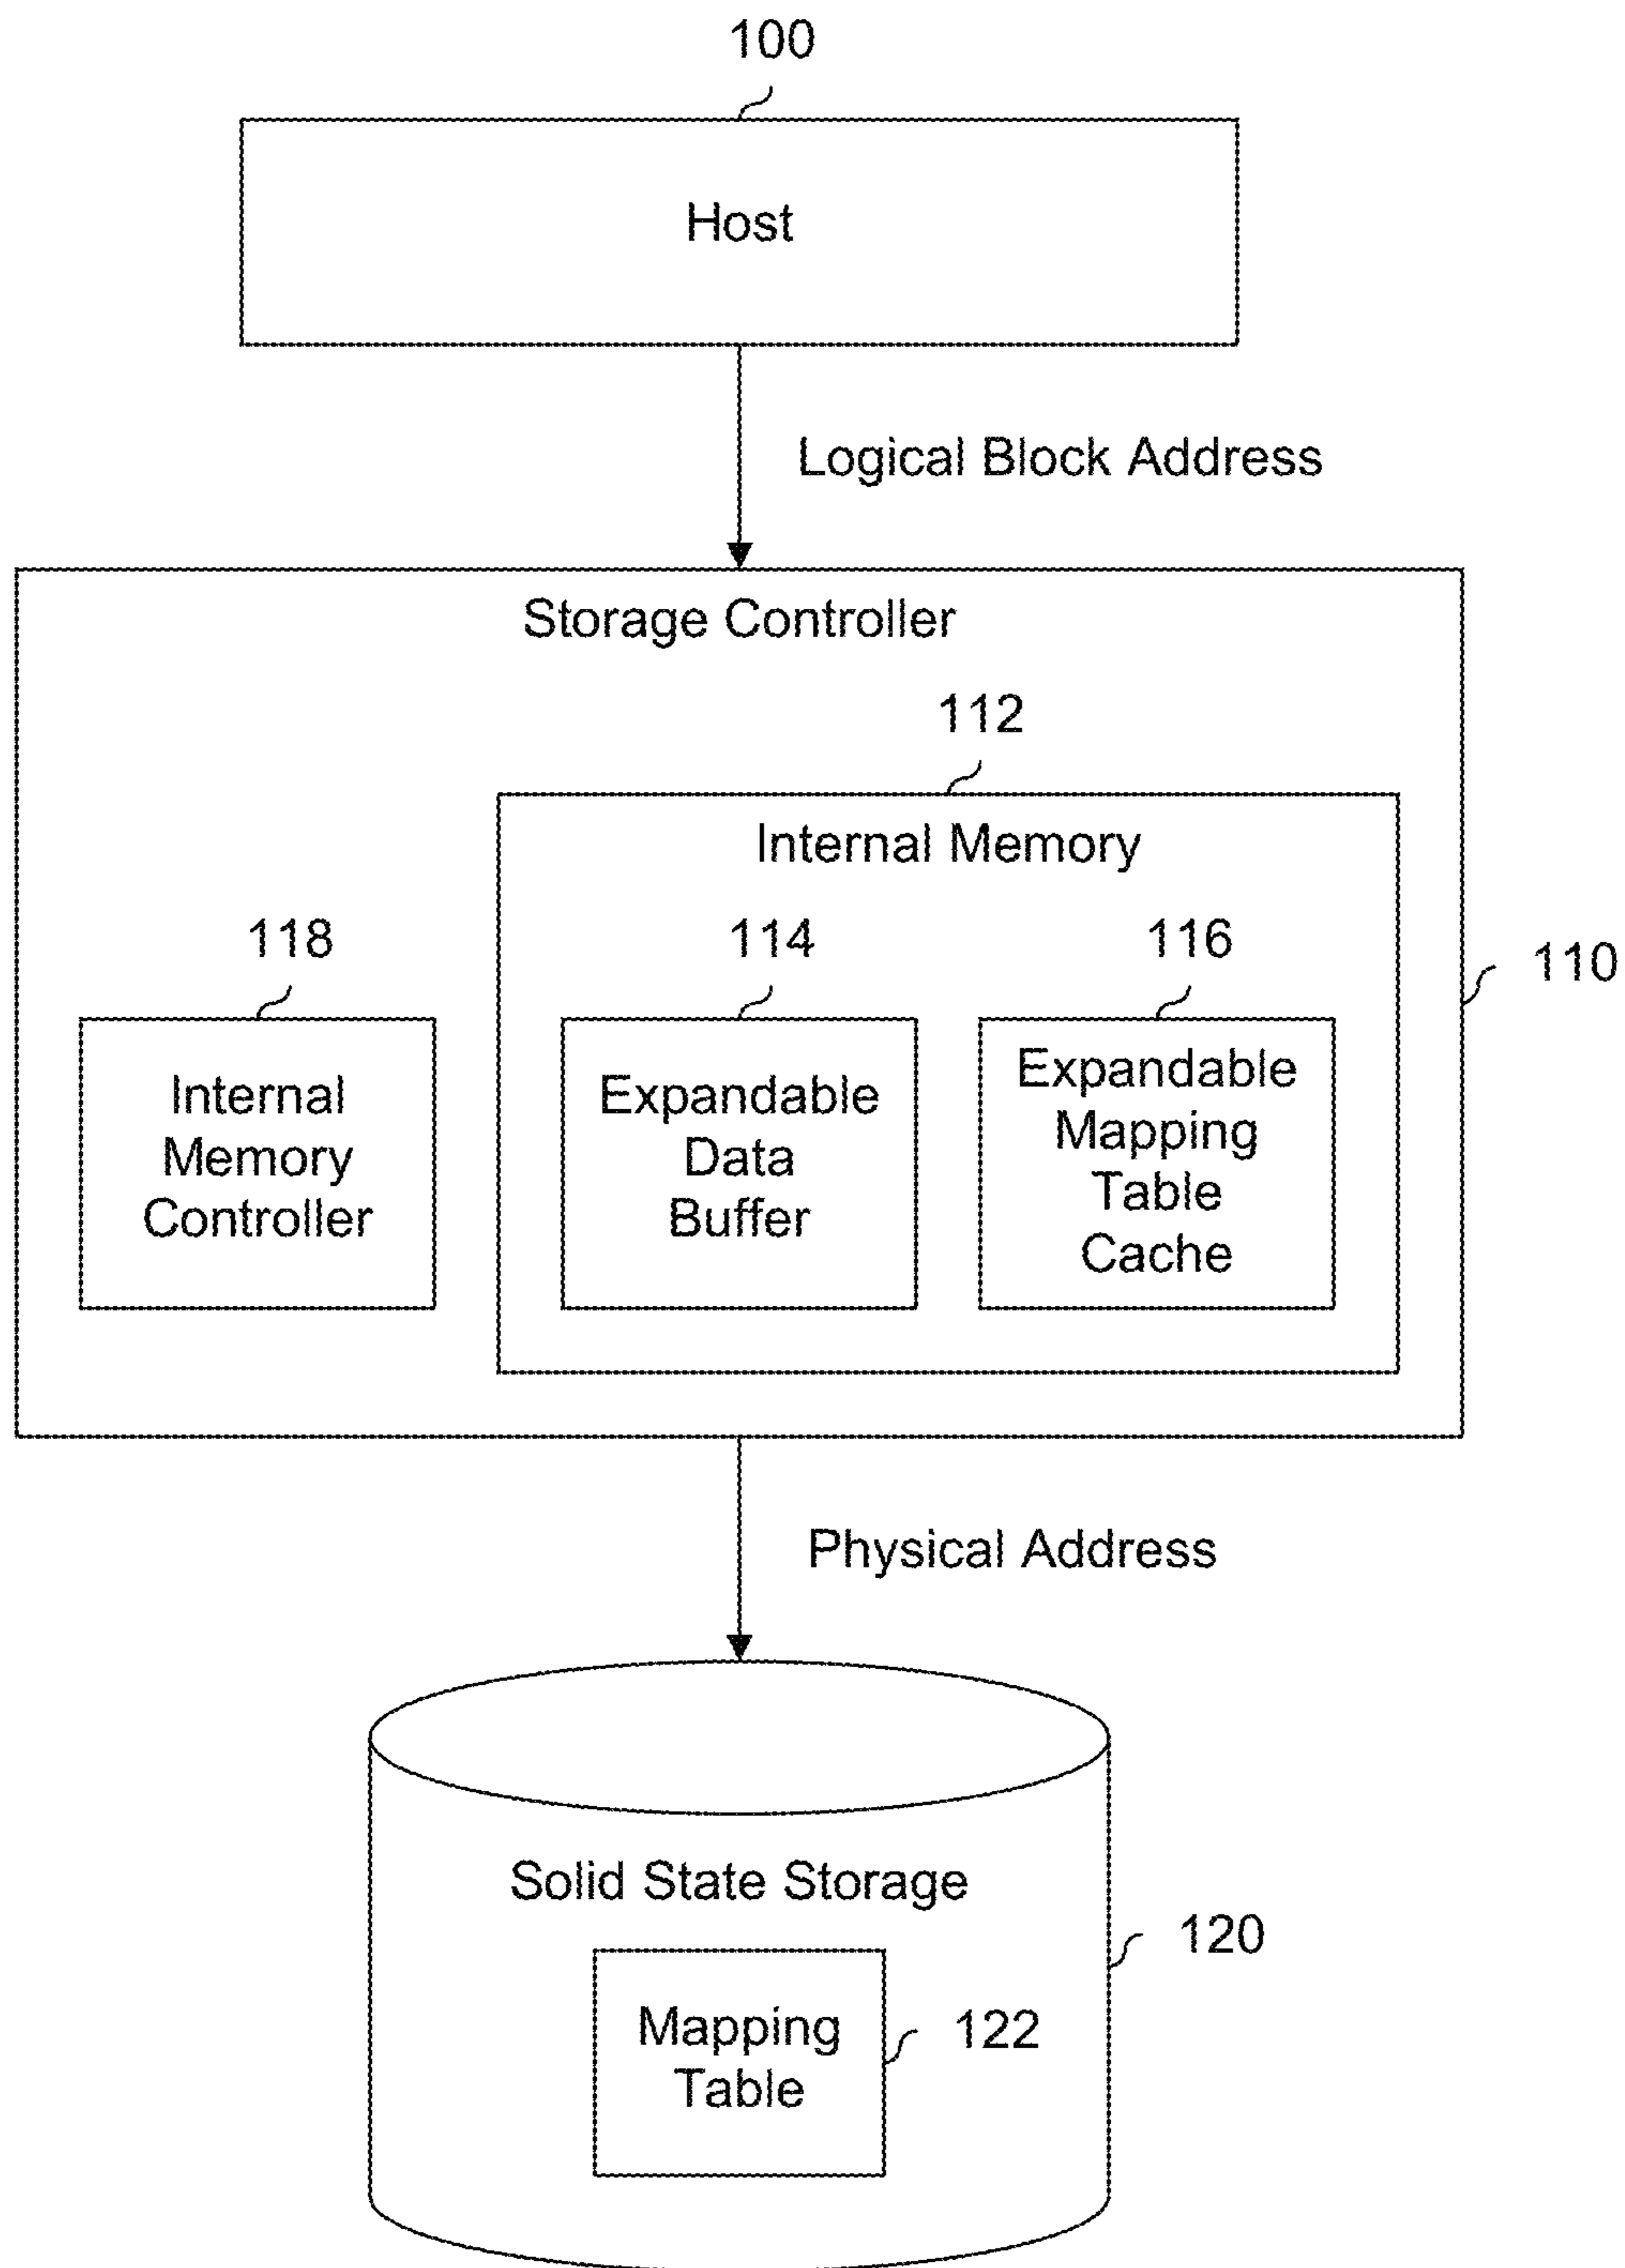 100
Host
Logical Block Address
Storage Controller
112
Internal Memory
118
114
116
110
Internal
Memory
Controller
Expandable
Data
Buffer
Expandable
Mapping
Table
Cache
Physical Address
Solid State Storage
120
Mapping
Table
122